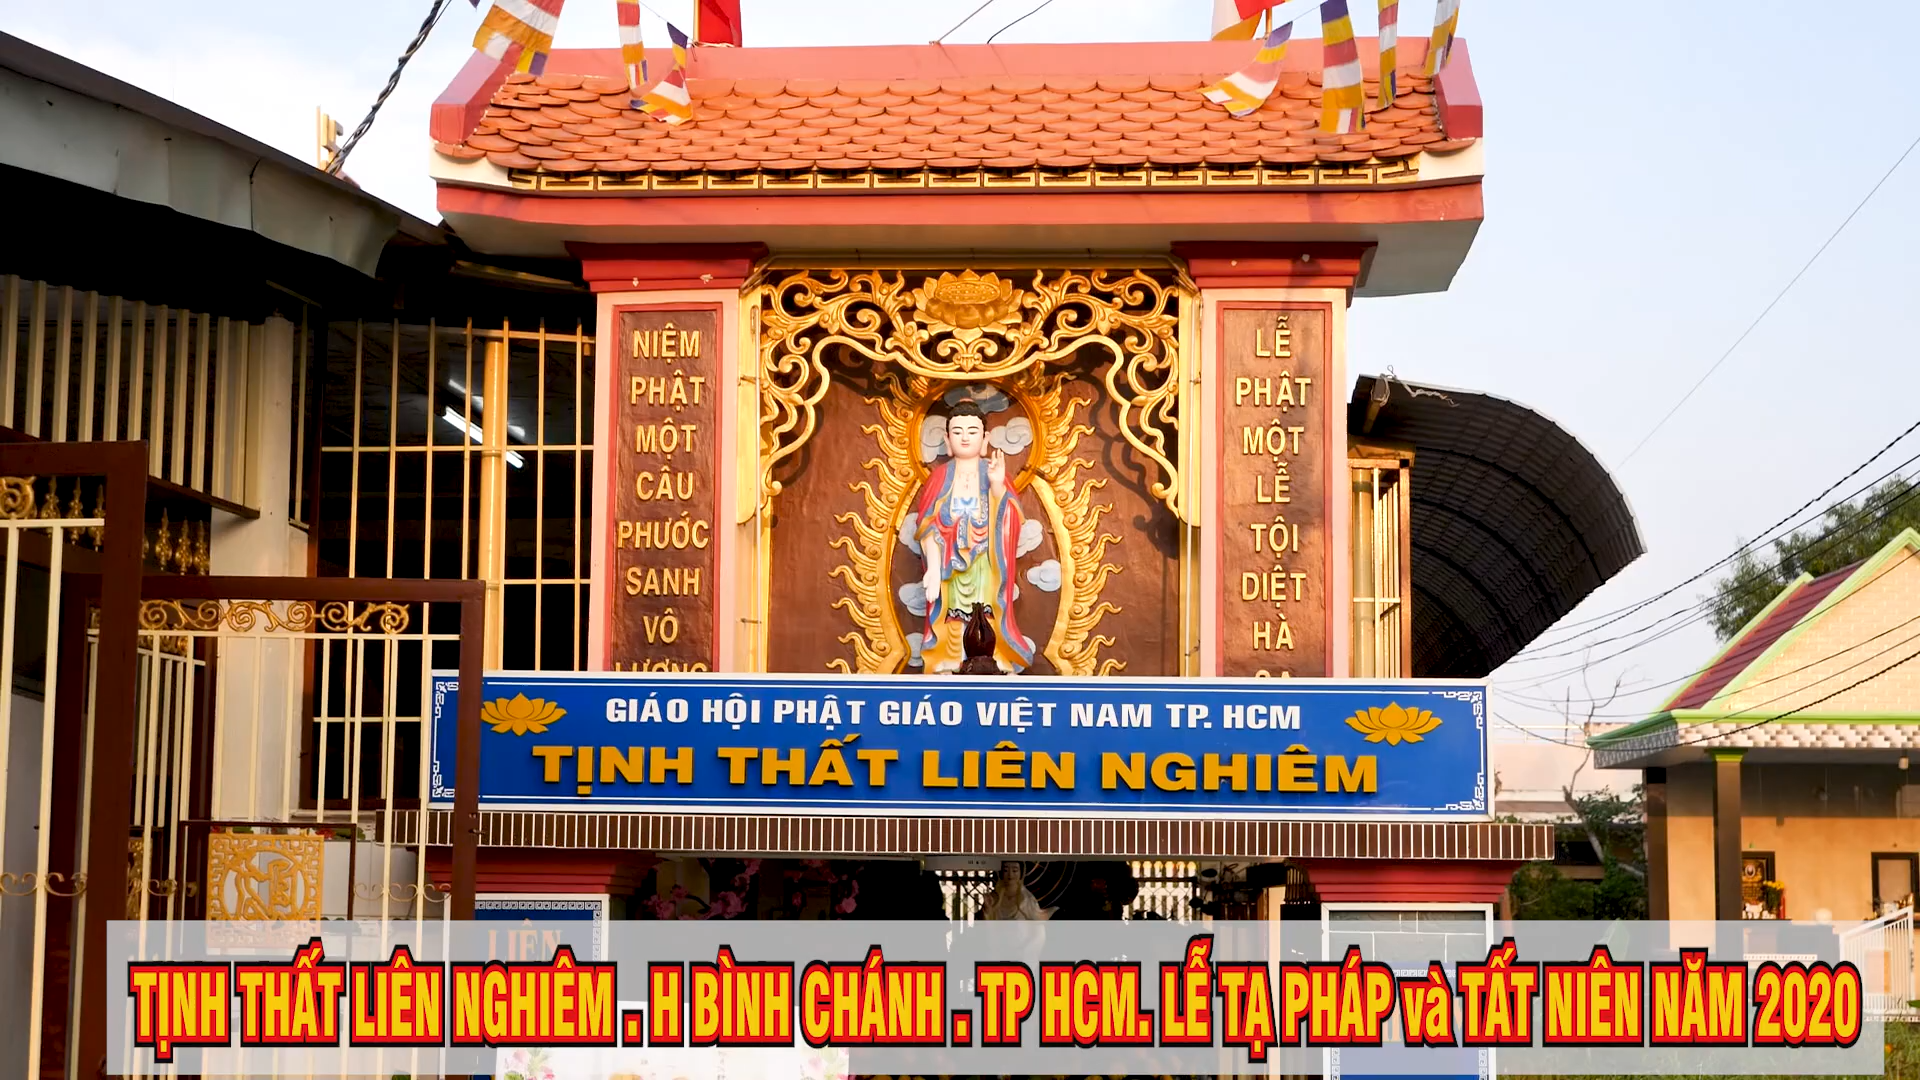 NIỆM
PHẬT
MỘT
CÂU
PHƯỚC
SANH
VÔ
LƯỢNG
LỄ
PHẬT
MỘT
LỄ
TỘI
DIỆT
HÀ
GIÁO HỘI PHẬT GIÁO VIỆT NAM TP. HCM
TỊNH THẤT LIÊN NGHIÊM
LIÊN
TỊNH THẤT LIÊN NGHIÊM . H BÌNH CHÁNH . TP HCM. LỄ TẠ PHÁP và TẤT NIÊN NĂM 2020